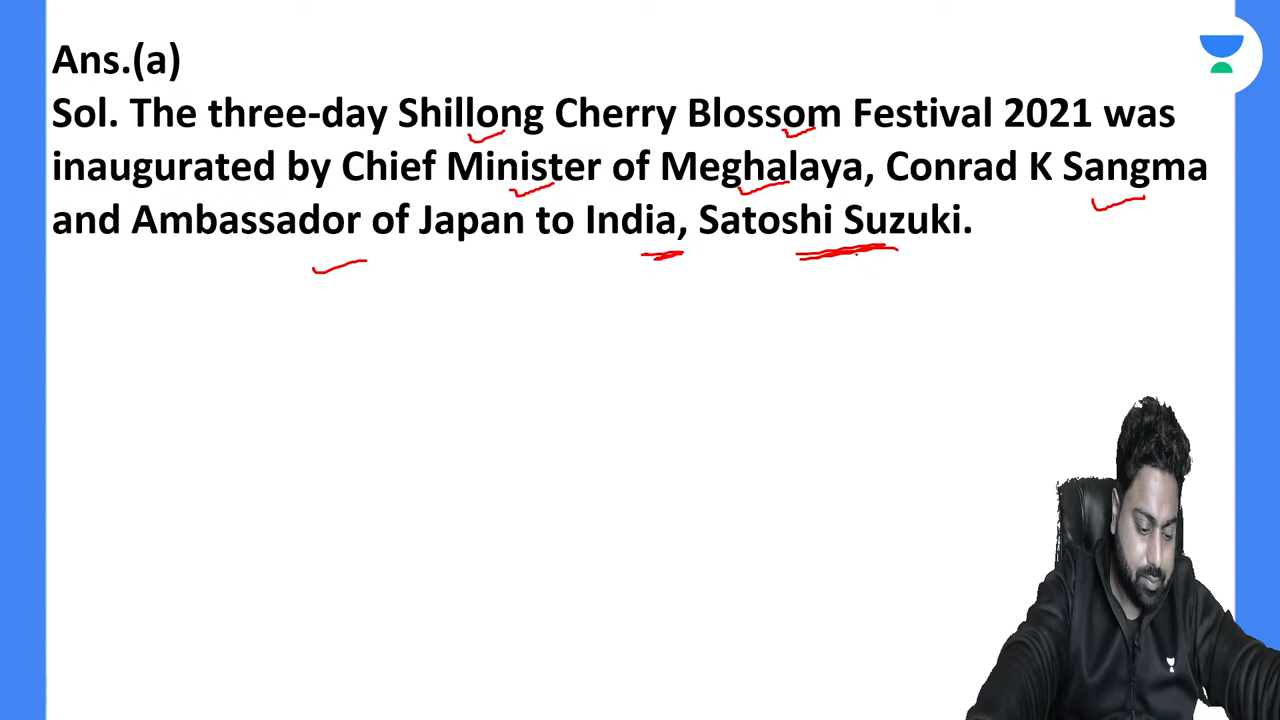 Ans.(a)
Sol. The three-day Shillong Cherry Blossom Festival 2021 was
inaugurated by Chief Minister of Meghalaya, Conrad K Sangma
and Ambassador of Japan to India, Satoshi Suzuki.